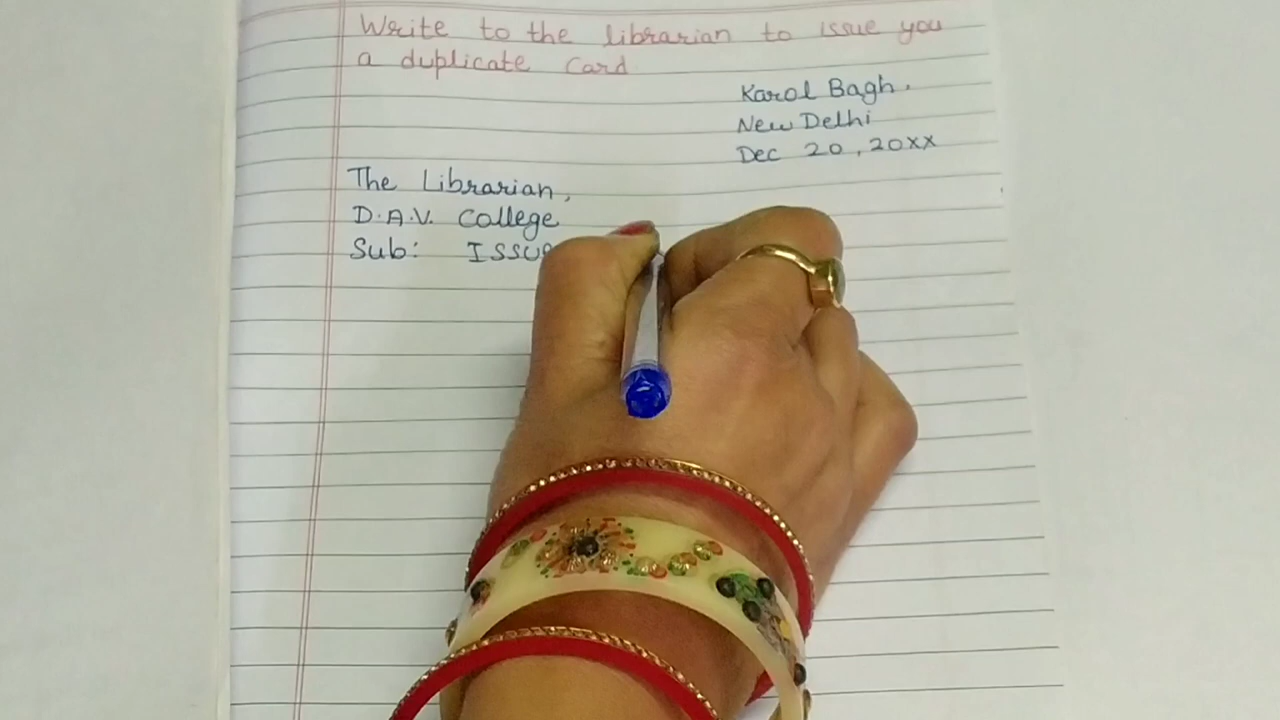 Write to the librarian to issue you
a duplicate card
Karol Bagh.
New Delhi
Dec 20, 20xx
The Librarian,
D.A.V. College
Sub: Issue